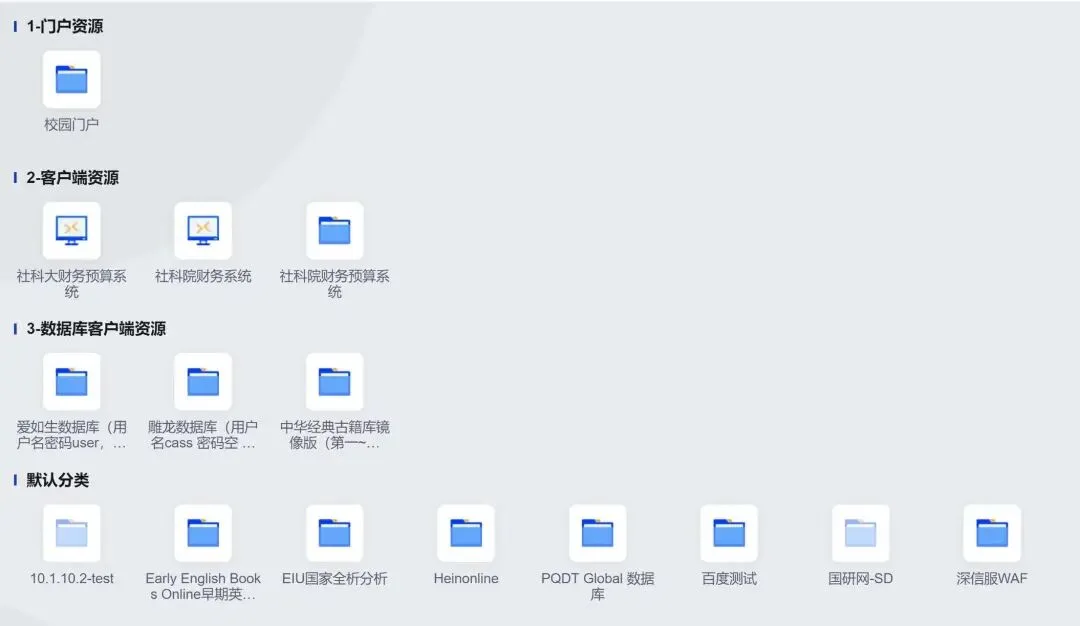 1-门户资源
校园门户
2-客户端资源
社科大财务预算系
统
社科院财务系统
社科院财务预算系
统
3-数据库客户端资源
爱如生数据库（用
户名密码user，...
雕龙数据库（用户
名cass 密码空 ...
中华经典古籍库镜
像版（第一~...
默认分类
10.1.10.2-test
Early English Book
s Online早期英...
EIU国家全析分析
Heinonline
PQDT Global 数据
库
百度测试
国研网-SD
深信服WAF